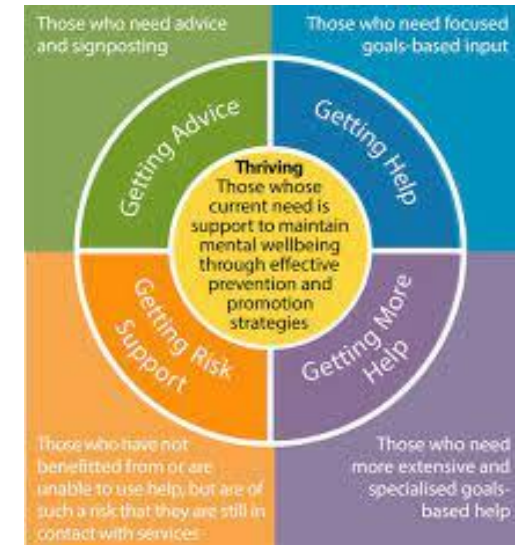 Those who need advice
and signposting
Those who need focused
goals-based input
Getting Advice
Getting Help
Thriving
Those whose
current need is
support to maintain
mental wellbeing
through effective
prevention and
promotion
strategies
Getting Risk
Support
Getting More
Help
Those who have not
benefitted from or are
unable to use help, but are of
such a risk that they are still in
contact with services
Those who need
more extensive and
specialised goals-
based help